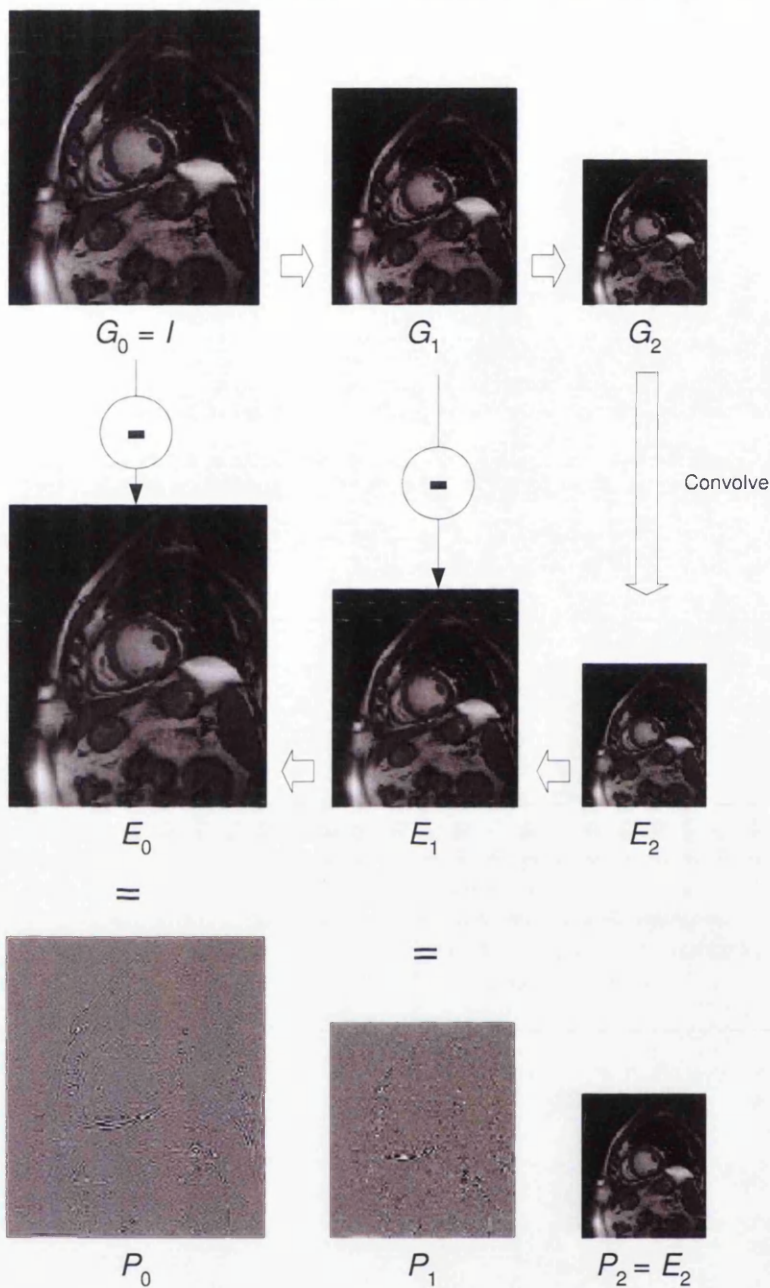 G₀ = I G₁ G₂
-
-
Convolve
E₀ E₁ E₂
=
=
P₀ P₁ P₂ = E₂